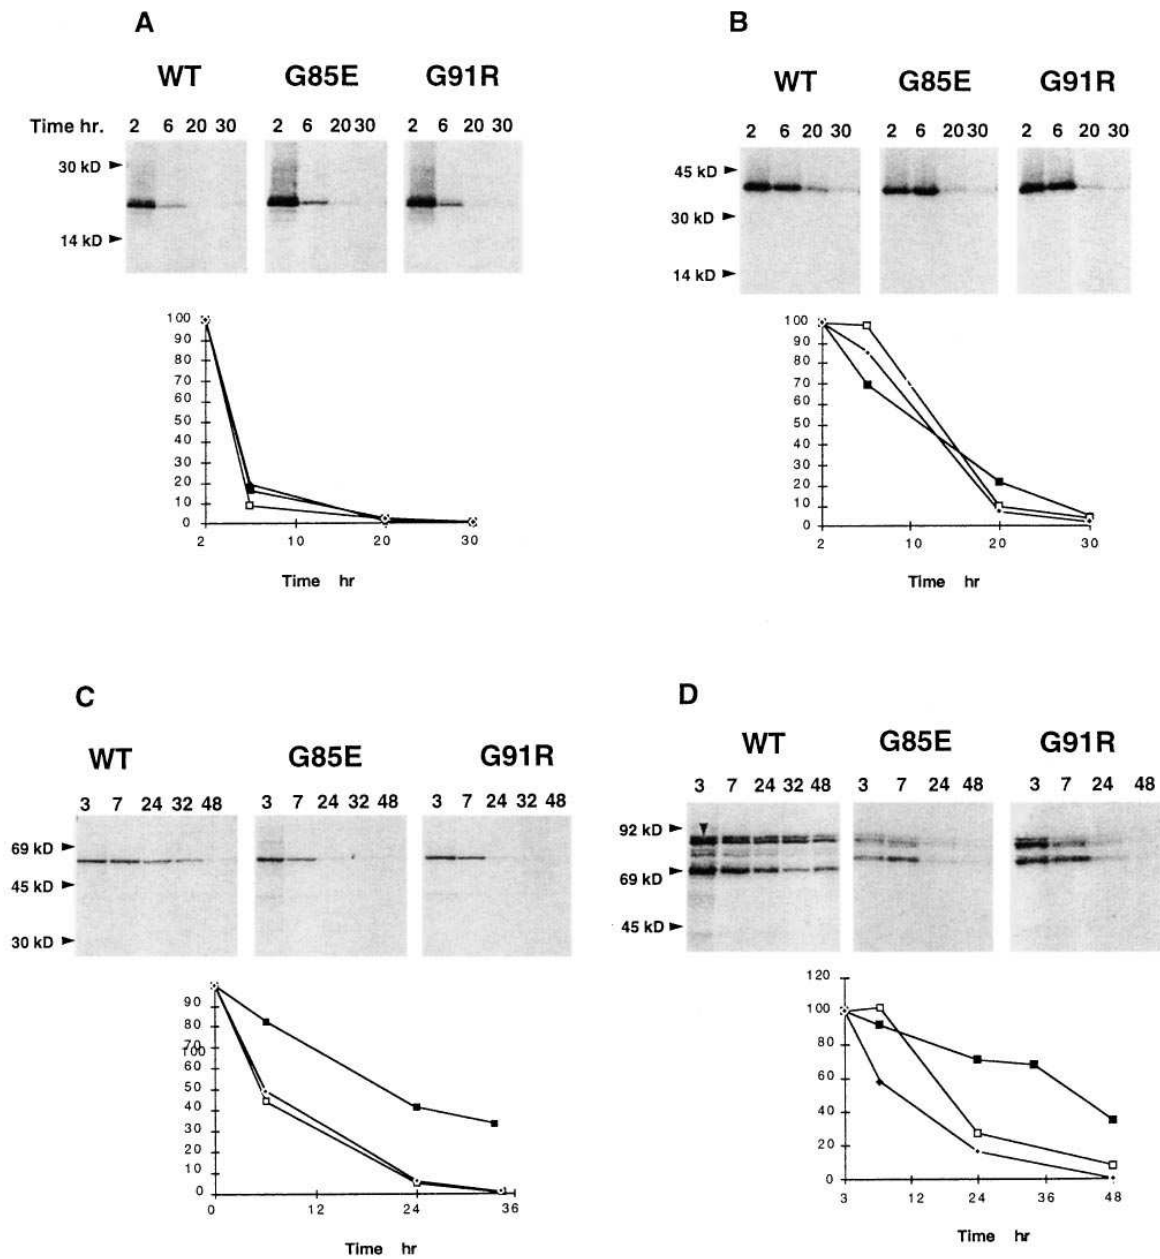 A
WT G85E G91R
Time hr. 2 6 20 30 2 6 20 30 2 6 20 30
30 kD
14 kD
100
90
80
70
60
50
40
30
20
10
0
2 10 20 30
Time hr
B
WT G85E G91R
2 6 20 30 2 6 20 30 2 6 20 30
45 kD
30 kD
14 kD
100
90
80
70
60
50
40
30
20
10
0
2 10 20 30
Time hr
C
WT G85E G91R
3 7 24 32 48 3 7 24 32 48 3 7 24 32 48
69 kD
45 kD
30 kD
90
80
70
100
60
50
40
30
20
10
0
0 12 24 36
Time hr
D
WT G85E G91R
3 7 24 32 48 3 7 24 48 3 7 24 48
92 kD
69 kD
45 kD
120
100
80
60
40
20
0
3 12 24 36 48
Time hr